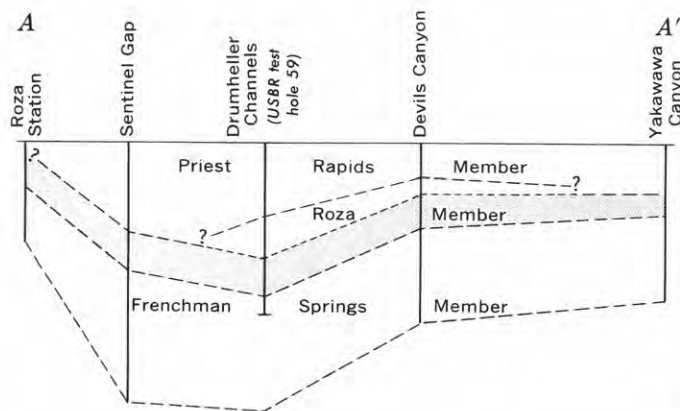 A
A'
Roza
Station
Sentinel Gap
Drumheller
Channels
(USBR test
hole 59)
Devils Canyon
Yakawawa
Canyon
?
Priest Rapids Member
?
?
Roza Member
Frenchman Springs Member